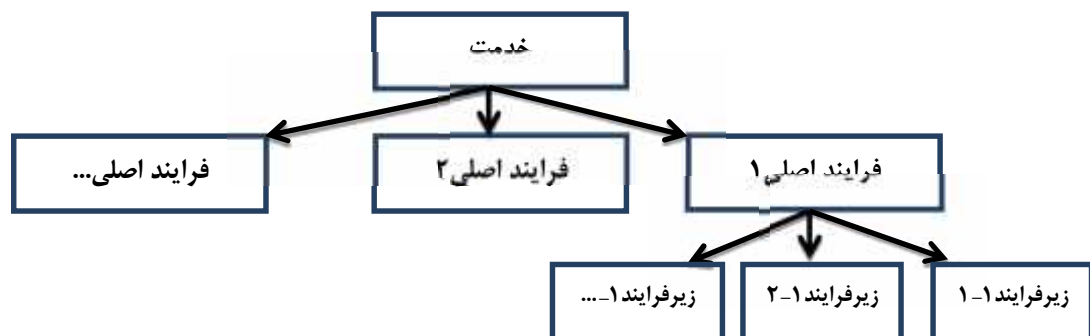 خدمت
فرایند اصلی۱
فرایند اصلی۲
فرایند اصلی...
زیرفرایند۱-۱
زیرفرایند۱-۲
زیرفرایند۱-...